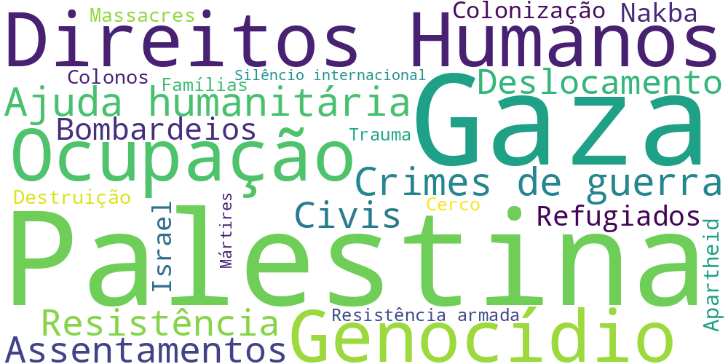 Massacres
Colonização
Nakba
Direitos Humanos
Colonos
Silêncio internacional
Famílias
Deslocamento
Ajuda humanitária
Gaza
Bombardeios
Trauma
Ocupação
Crimes de guerra
Destruição
Mártires
Israel
Civis
Cerco
Refugiados
Apartheid
Palestina
Resistência
Resistência armada
Genocídio
Assentamentos